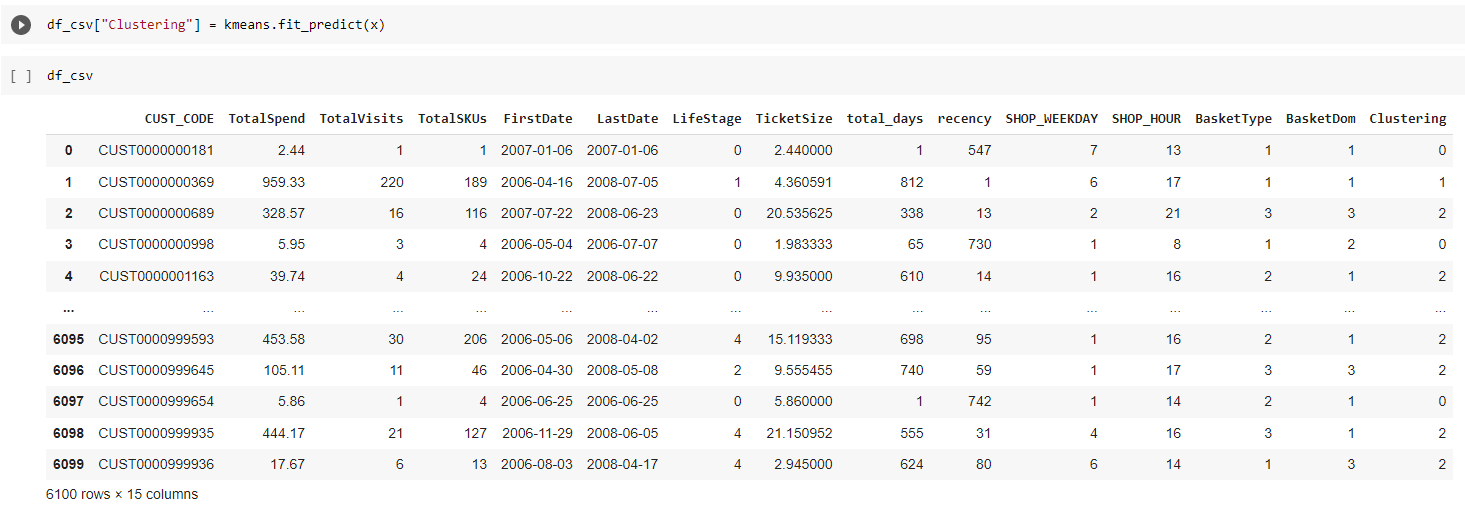 df_csv["Clustering"] = kmeans.fit_predict(x)
[ ] df_csv
CUST_CODE TotalSpend TotalVisits TotalSKUs FirstDate LastDate LifeStage TicketSize total_days recency SHOP_WEEKDAY SHOP_HOUR BasketType BasketDom Clustering
0 CUST0000000181 2.44 1 1 2007-01-06 2007-01-06 0 2.440000 1 547 7 13 1 1 0
1 CUST0000000369 959.33 220 189 2006-04-16 2008-07-05 1 4.360591 812 1 6 17 1 1 1
2 CUST0000000689 328.57 16 116 2007-07-22 2008-06-23 0 20.535625 338 13 2 21 3 3 2
3 CUST0000000998 5.95 3 4 2006-05-04 2006-07-07 0 1.983333 65 730 1 8 1 2 0
4 CUST0000001163 39.74 4 24 2006-10-22 2008-06-22 0 9.935000 610 14 1 16 2 1 2
... ... ... ... ... ... ... ... ... ... ... ... ... ... ... ...
6095 CUST0000999593 453.58 30 206 2006-05-06 2008-04-02 4 15.119333 698 95 1 16 2 1 2
6096 CUST0000999645 105.11 11 46 2006-04-30 2008-05-08 2 9.555455 740 59 1 17 3 3 2
6097 CUST0000999654 5.86 1 4 2006-06-25 2006-06-25 0 5.860000 1 742 1 14 2 1 0
6098 CUST0000999935 444.17 21 127 2006-11-29 2008-06-05 4 21.150952 555 31 4 16 3 1 2
6099 CUST0000999936 17.67 6 13 2006-08-03 2008-04-17 4 2.945000 624 80 6 14 1 3 2
6100 rows × 15 columns